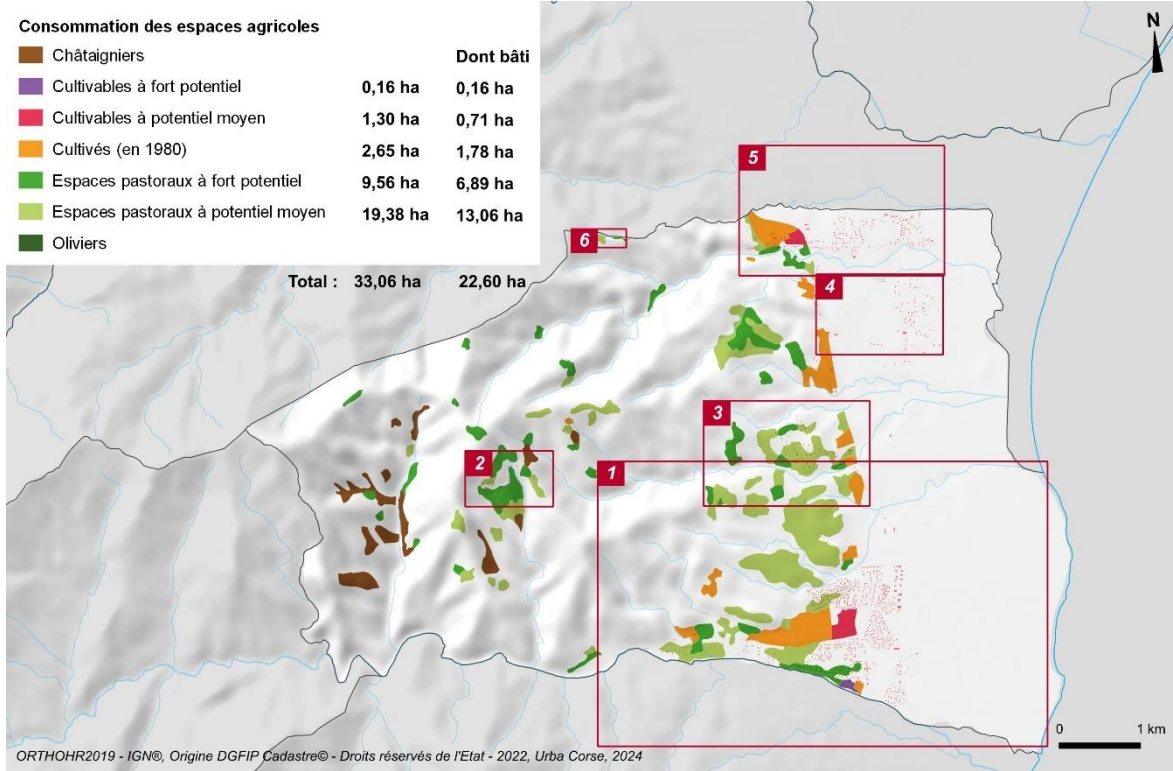 Consommation des espaces agricoles
Châtaigniers Dont bâti
Cultivables à fort potentiel 0,16 ha 0,16 ha
Cultivables à potentiel moyen 1,30 ha 0,71 ha
Cultivés (en 1980) 2,65 ha 1,78 ha
Espaces pastoraux à fort potentiel 9,56 ha 6,89 ha
Espaces pastoraux à potentiel moyen 19,38 ha 13,06 ha
Oliviers
Total : 33,06 ha 22,60 ha
N
5
6
4
3
2
1
0 1 km
ORTHOHR2019 - IGN®, Origine DGFIP Cadastre© - Droits réservés de l'Etat - 2022, Urba Corse, 2024